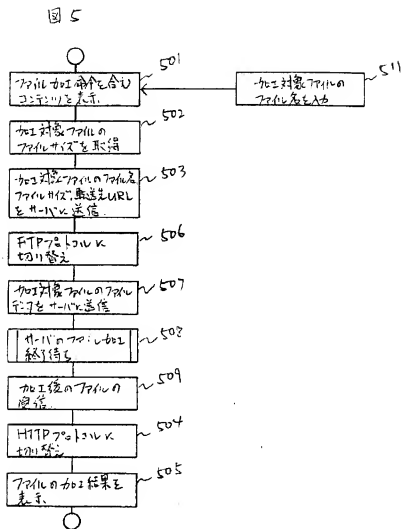 図5
501
ファイル加工命令を含む
コンテンツを表示
511
加工対象ファイルの
ファイル名を入力
502
加工対象ファイルの
ファイルサイズを取得
503
加工対象ファイルのファイル名
ファイルサイズ、転送先URL
をサーバに送信
506
FTPプロトコルに
切り替え
507
加工対象ファイルのファイル
データをサーバに送信
508
サーバのファイル加工
終了待ち
509
加工後のファイルの
受信
504
HTTPプロトコルに
切り替え
505
ファイルの加工結果を
表示